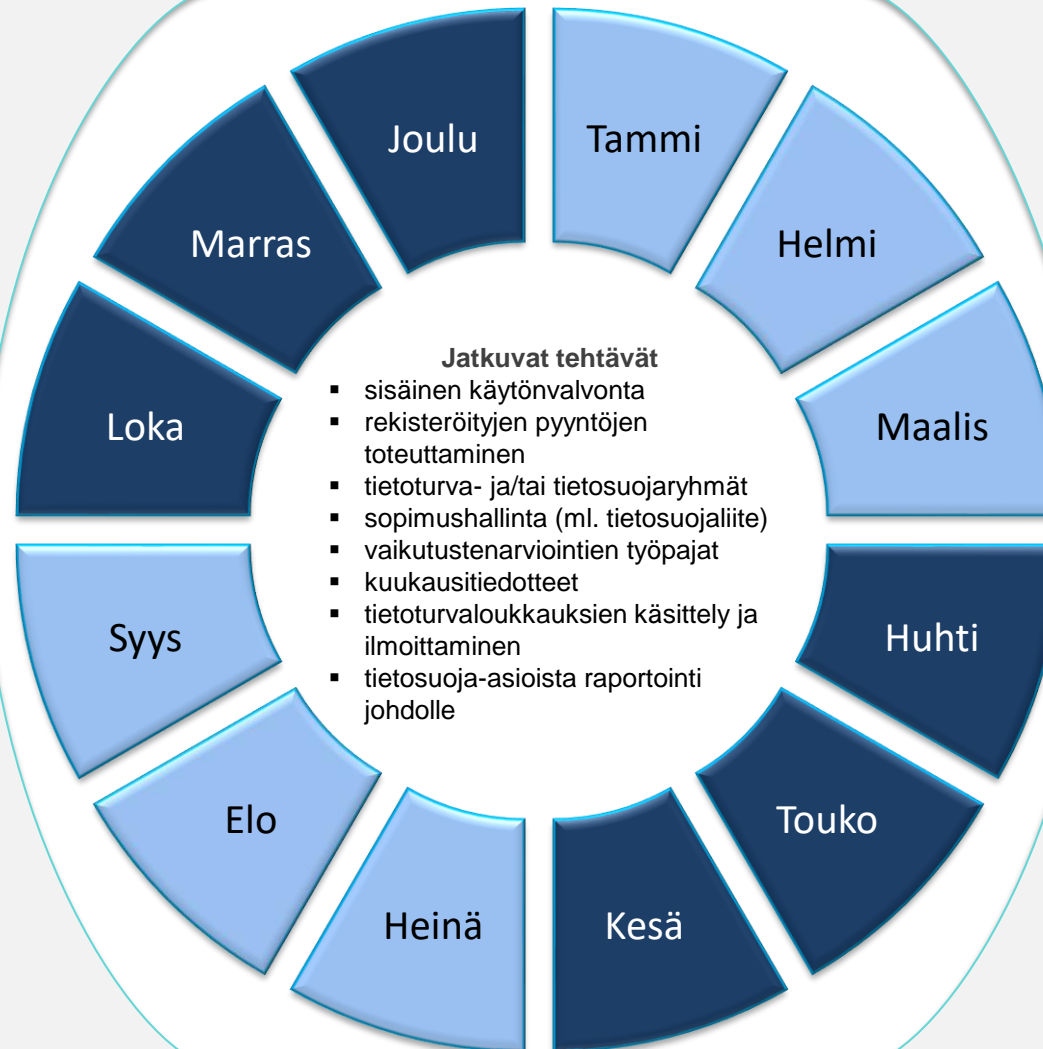 Joulu
Tammi
Marras
Helmi
Loka
Maalis
Jatkuvat tehtävät
▪ sisäinen käytönvalvonta
▪ rekisteröityjen pyyntöjen
toteuttaminen
▪ tietoturva- ja/tai tietosuojaryhmät
▪ sopimushallinta (ml. tietosuojaliite)
▪ vaikutustenarviointien työpajat
▪ kuukausitiedotteet
▪ tietoturvaloukkauksien käsittely ja
ilmoittaminen
▪ tietosuoja-asioista raportointi
johdolle
Syys
Huhti
Elo
Touko
Heinä
Kesä